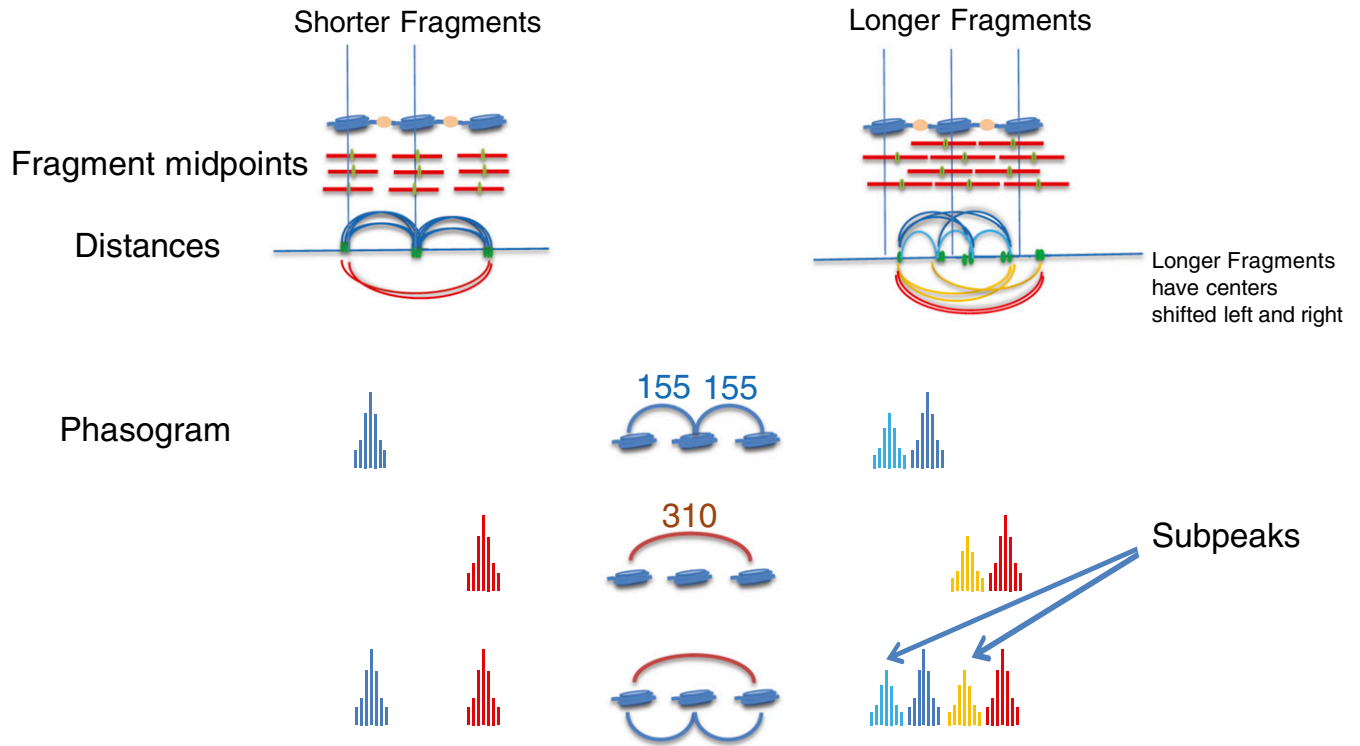 Shorter Fragments
Longer Fragments
Fragment midpoints
Distances
Longer Fragments
have centers
shifted left and right
Phasogram
155 155
310
Subpeaks